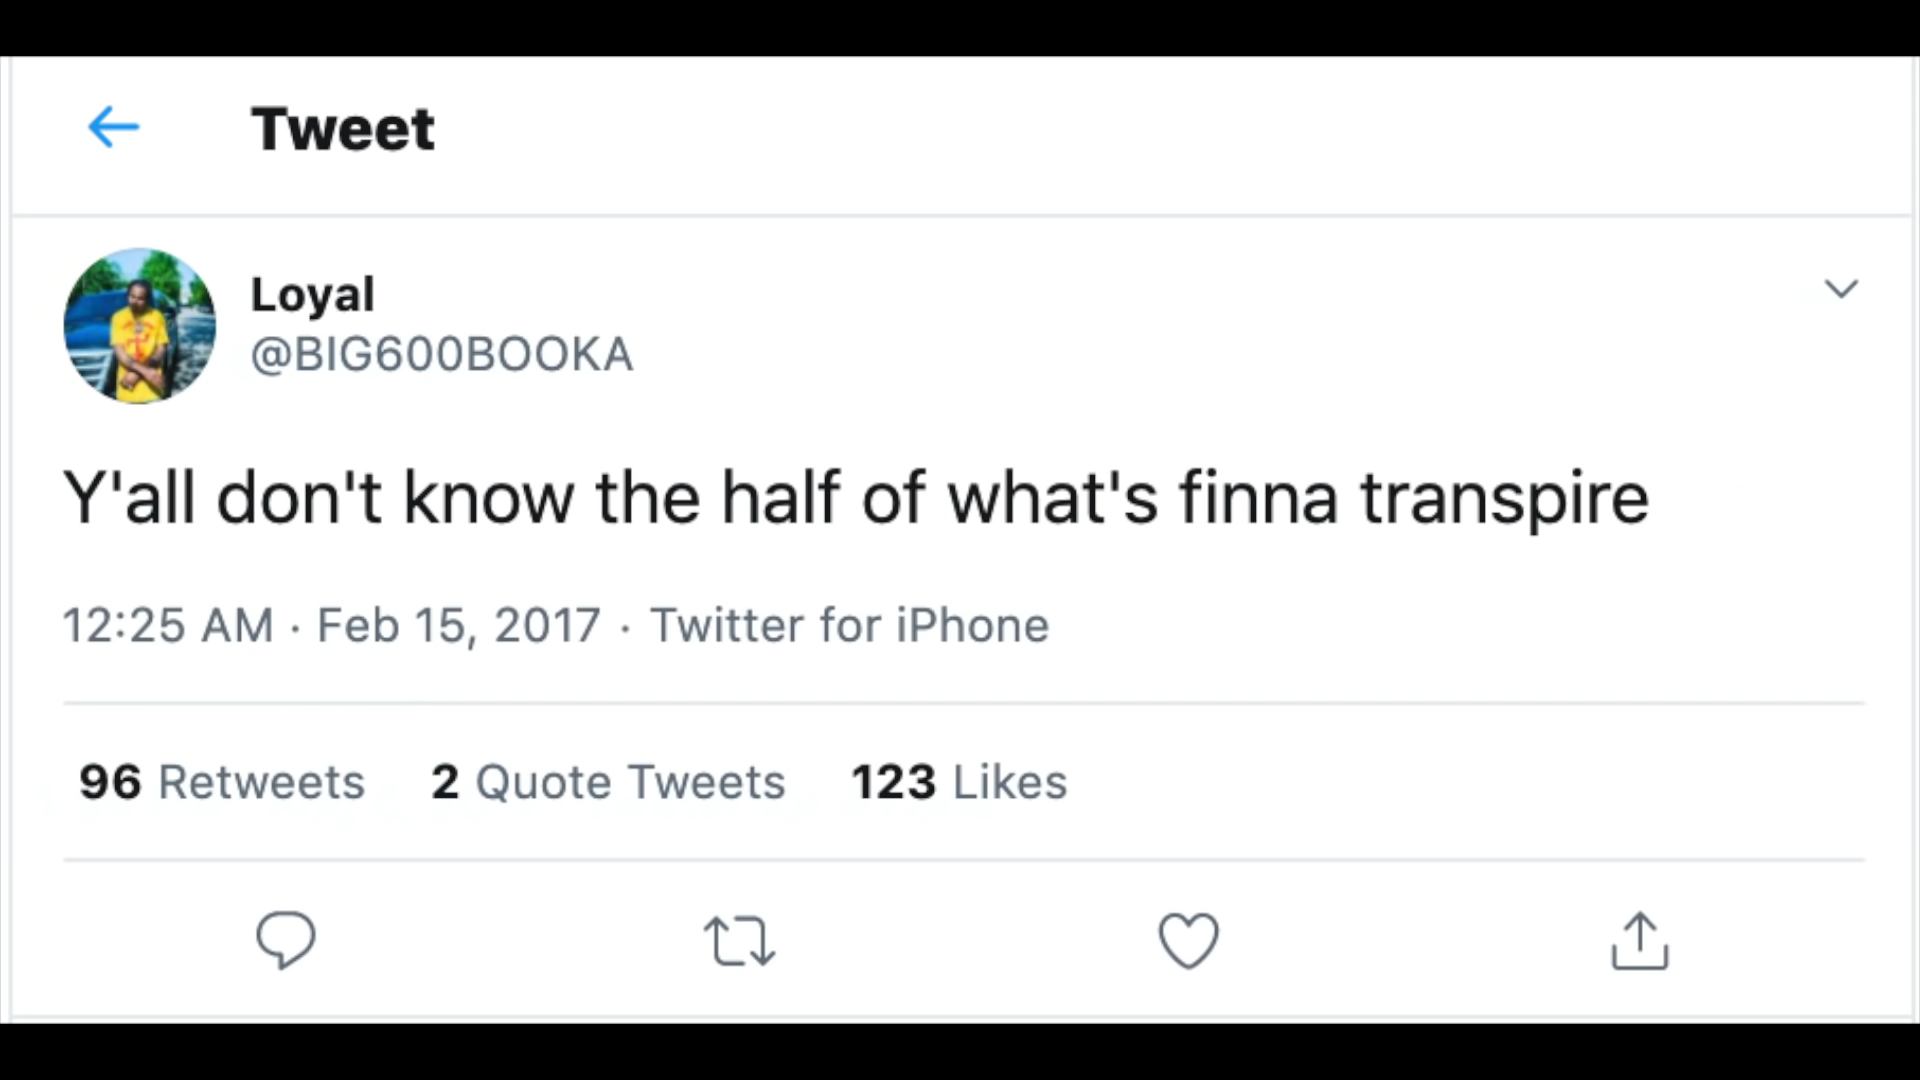 Tweet
Loyal
@BIG600BOOKA
Y'all don't know the half of what's finna transpire
12:25 AM · Feb 15, 2017 · Twitter for iPhone
96 Retweets 2 Quote Tweets 123 Likes